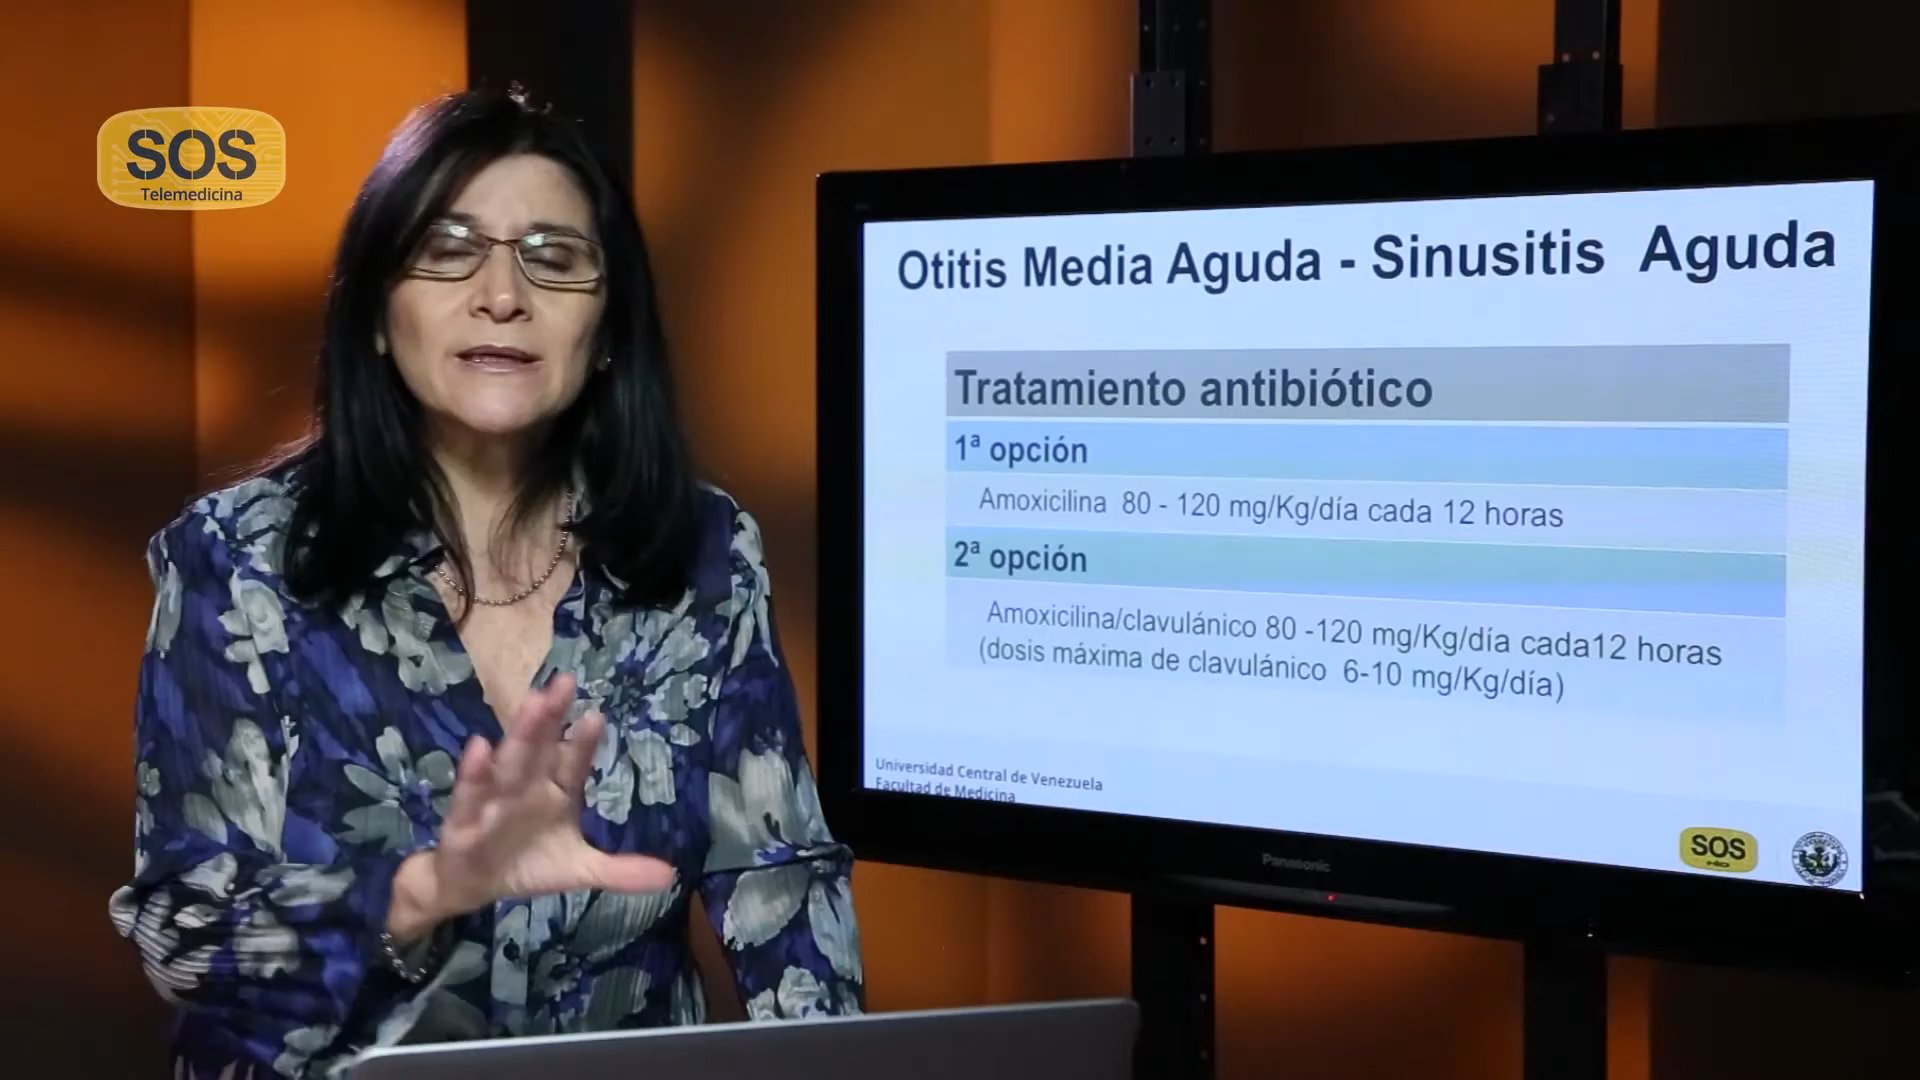 SOS
Telemedicina
Otitis Media Aguda - Sinusitis Aguda
Tratamiento antibiótico
1ª opción
Amoxicilina 80 - 120 mg/Kg/día cada 12 horas
2ª opción
Amoxicilina/clavulánico 80 -120 mg/Kg/día cada12 horas
(dosis máxima de clavulánico 6-10 mg/Kg/día)
Universidad Central de Venezuela
Facultad de Medicina
SOS
Panasonic